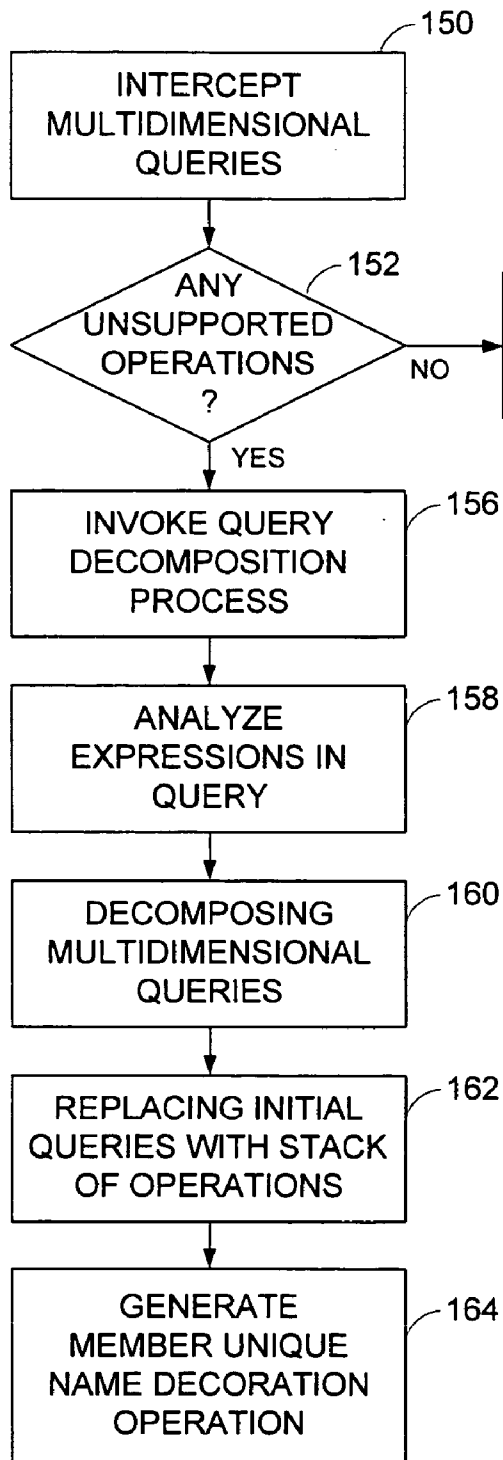 150
INTERCEPT
MULTIDIMENSIONAL
QUERIES
152
ANY
UNSUPPORTED
OPERATIONS
?
NO
YES
156
INVOKE QUERY
DECOMPOSITION
PROCESS
158
ANALYZE
EXPRESSIONS IN
QUERY
160
DECOMPOSING
MULTIDIMENSIONAL
QUERIES
162
REPLACING INITIAL
QUERIES WITH STACK
OF OPERATIONS
164
GENERATE
MEMBER UNIQUE
NAME DECORATION
OPERATION